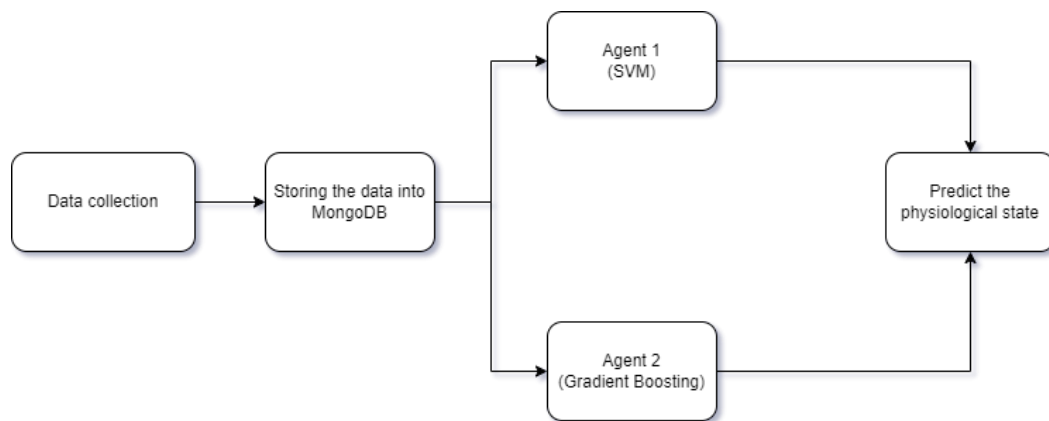 Data collection
Storing the data into
MongoDB
Agent 1
(SVM)
Agent 2
(Gradient Boosting)
Predict the
physiological state